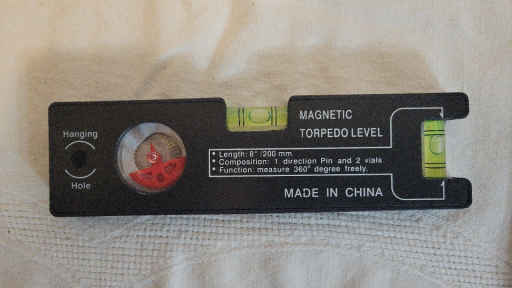 Hanging
Hole
MAGNETIC
TORPEDO LEVEL
• Length: 8" /200 mm
• Composition: 1 direction Pin and 2 vials
• Function: measure 360° degree freely.
MADE IN CHINA